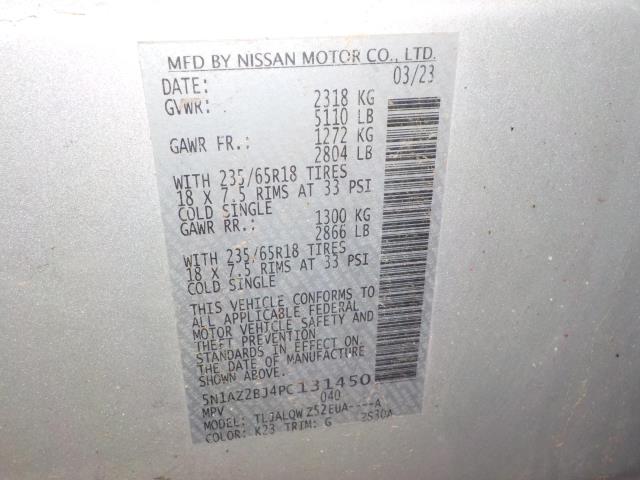 MFD BY NISSAN MOTOR CO., LTD.
DATE: 03/23
GVWR: 2318 KG
5110 LB
GAWR FR.: 1272 KG
2804 LB
WITH 235/65R18 TIRES
18 X 7.5 RIMS AT 33 PSI
COLD SINGLE
GAWR RR.: 1300 KG
2866 LB
WITH 235/65R18 TIRES
18 X 7.5 RIMS AT 33 PSI
COLD SINGLE
THIS VEHICLE CONFORMS TO
ALL APPLICABLE FEDERAL
MOTOR VEHICLE SAFETY AND
THEFT PREVENTION
STANDARDS IN EFFECT ON
THE DATE OF MANUFACTURE
SHOWN ABOVE.
5N1AZ2BJ4PC131450
MPV 040
MODEL: TLJALQWZ52EUA----A
COLOR: K23 TRIM: G 2S30A